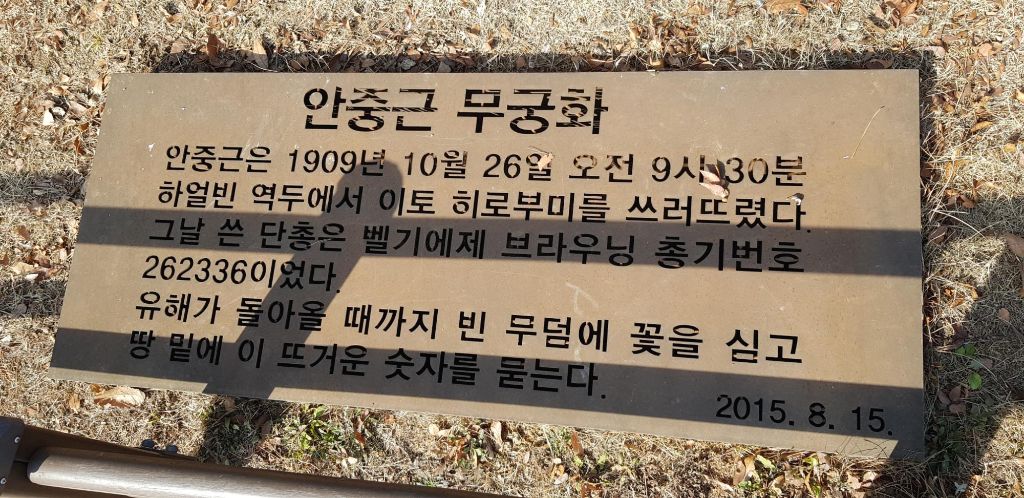 안중근 무궁화
안중근은 1909년 10월 26일 오전 9시 30분
하얼빈 역두에서 이토 히로부미를 쓰러뜨렸다.
그날 쓴 단총은 벨기에제 브라우닝 총기번호
262336이었다.
유해가 돌아올 때까지 빈 무덤에 꽃을 심고
땅 밑에 이 뜨거운 숫자를 묻는다.
2015. 8. 15.